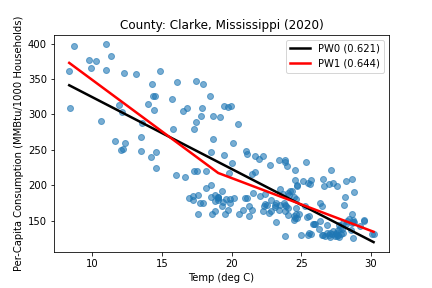 County: Clarke, Mississippi (2020)
PW0 (0.621)
PW1 (0.644)
Per-Capita Consumption (MMBtu/1000 Households)
400
350
300
250
200
150
10 15 20 25 30
Temp (deg C)